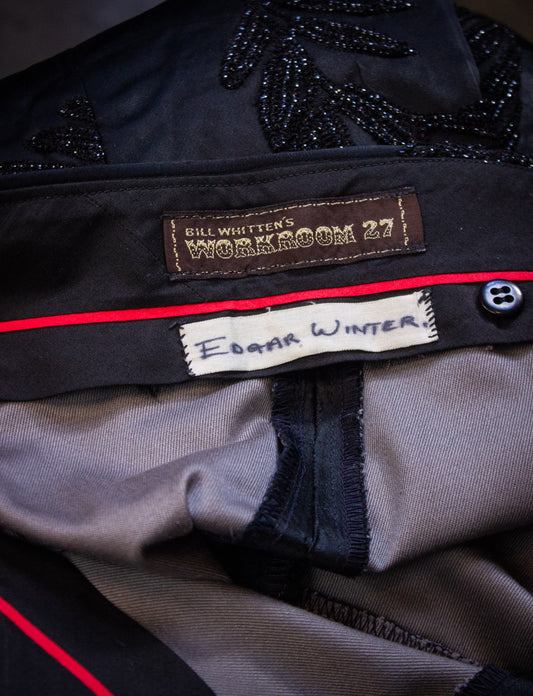 BILL WHITTEN'S
WORKROOM 27
EDGAR WINTER.